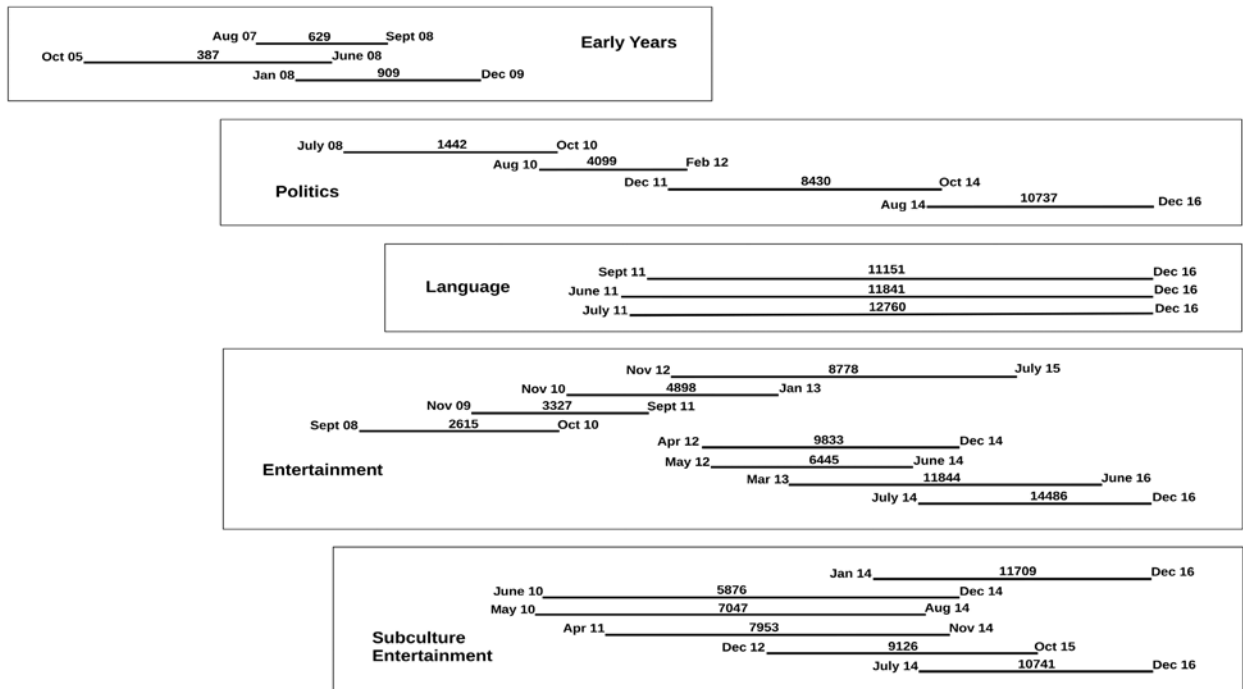 Aug 07 629 Sept 08 Early Years
Oct 05 387 June 08
Jan 08 909 Dec 09
July 08 1442 Oct 10
Aug 10 4099 Feb 12
Dec 11 8430 Oct 14
Politics
Aug 14 10737 Dec 16
Sept 11 11151 Dec 16
Language
June 11 11841 Dec 16
July 11 12760 Dec 16
Nov 12 8778 July 15
Nov 10 4898 Jan 13
Nov 09 3327 Sept 11
Sept 08 2615 Oct 10
Apr 12 9833 Dec 14
May 12 6445 June 14
Entertainment
Mar 13 11844 June 16
July 14 14486 Dec 16
Jan 14 11709 Dec 16
June 10 5876 Dec 14
May 10 7047 Aug 14
Apr 11 7953 Nov 14
Subculture
Dec 12 9126 Oct 15
Entertainment
July 14 10741 Dec 16